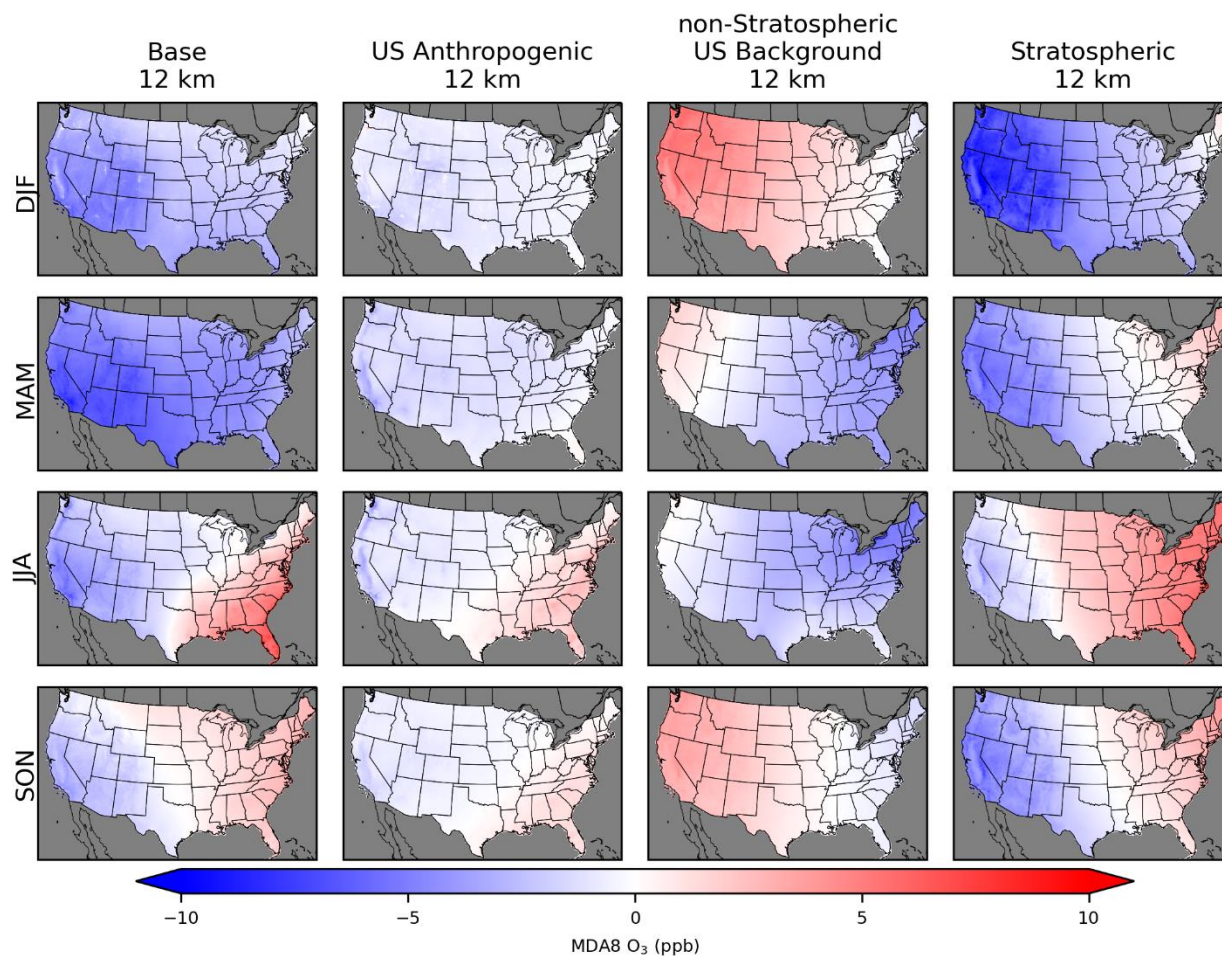 Base
12 km
US Anthropogenic
12 km
non-Stratospheric
US Background
12 km
Stratospheric
12 km
DJF
MAM
JJA
SON
−10
−5
0
5
10
MDA8 O₃ (ppb)